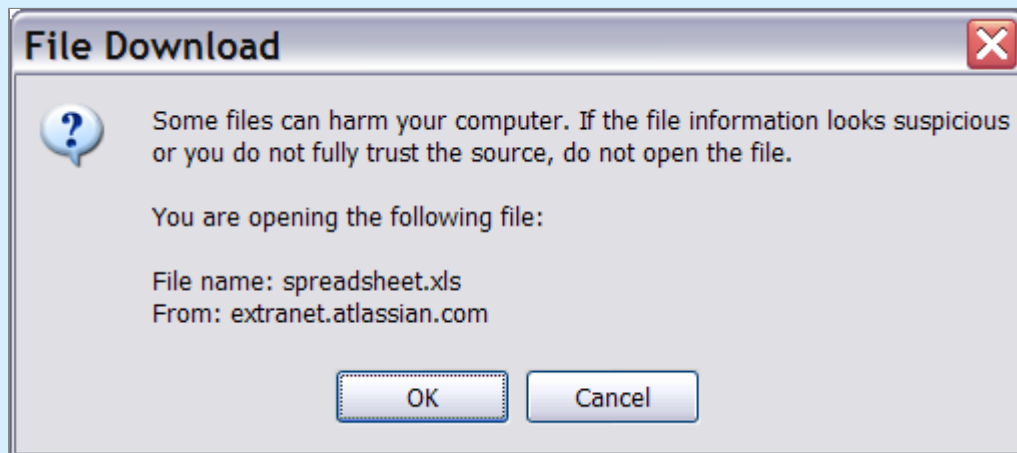 File Download
Some files can harm your computer. If the file information looks suspicious
or you do not fully trust the source, do not open the file.
You are opening the following file:
File name: spreadsheet.xls
From: extranet.atlassian.com
OK
Cancel